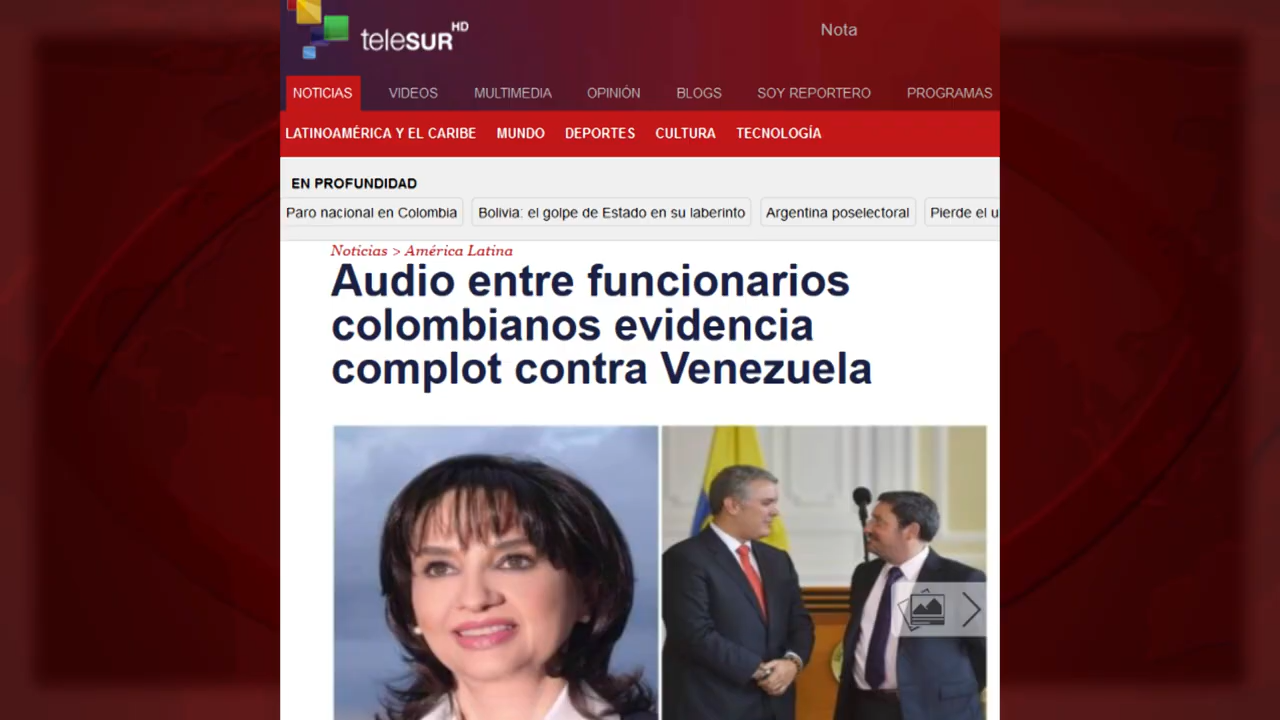 teleSURHD
Nota
NOTICIAS VIDEOS MULTIMEDIA OPINIÓN BLOGS SOY REPORTERO PROGRAMAS
LATINOAMÉRICA Y EL CARIBE MUNDO DEPORTES CULTURA TECNOLOGÍA
EN PROFUNDIDAD
Paro nacional en Colombia Bolivia: el golpe de Estado en su laberinto Argentina poselectoral Pierde el u
Noticias > América Latina
Audio entre funcionarios
colombianos evidencia
complot contra Venezuela